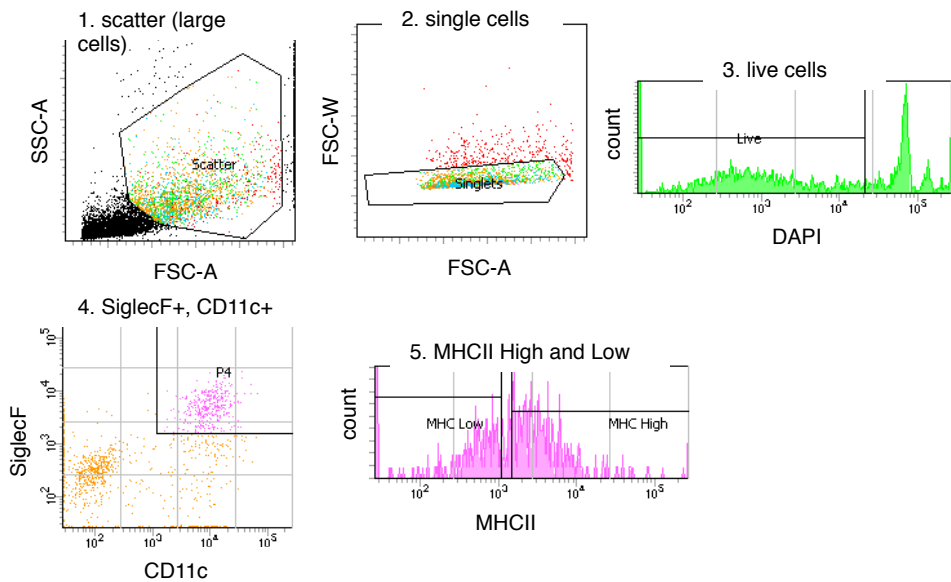 1. scatter (large
cells)
SSC-A
Scatter
FSC-A
2. single cells
FSC-W
Singlets
FSC-A
3. live cells
count
Live
10² 10³ 10⁴ 10⁵
DAPI
4. SiglecF+, CD11c+
SiglecF
10⁵
10⁴
10³
10²
P4
10² 10³ 10⁴ 10⁵
CD11c
5. MHCII High and Low
count
MHC Low
MHC High
10² 10³ 10⁴ 10⁵
MHCII